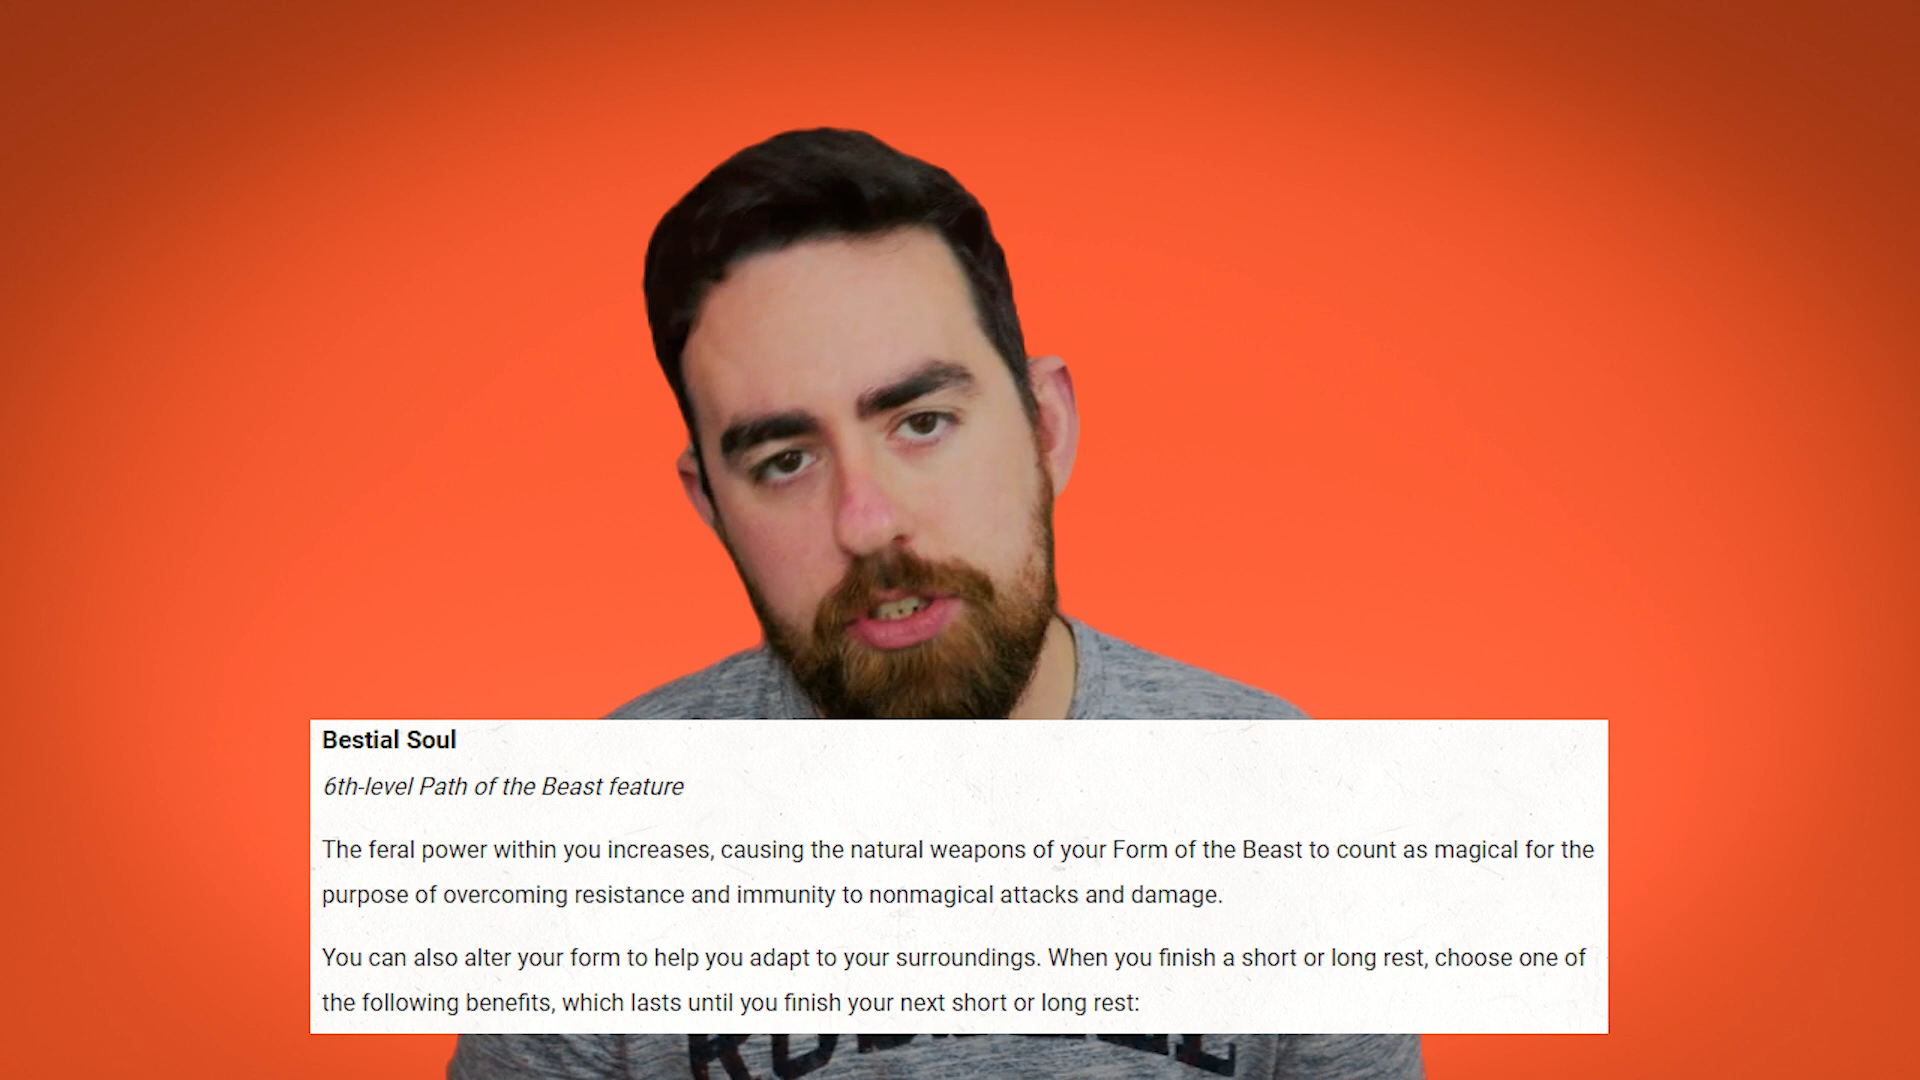 Bestial Soul
6th-level Path of the Beast feature
The feral power within you increases, causing the natural weapons of your Form of the Beast to count as magical for the
purpose of overcoming resistance and immunity to nonmagical attacks and damage.
You can also alter your form to help you adapt to your surroundings. When you finish a short or long rest, choose one of
the following benefits, which lasts until you finish your next short or long rest: